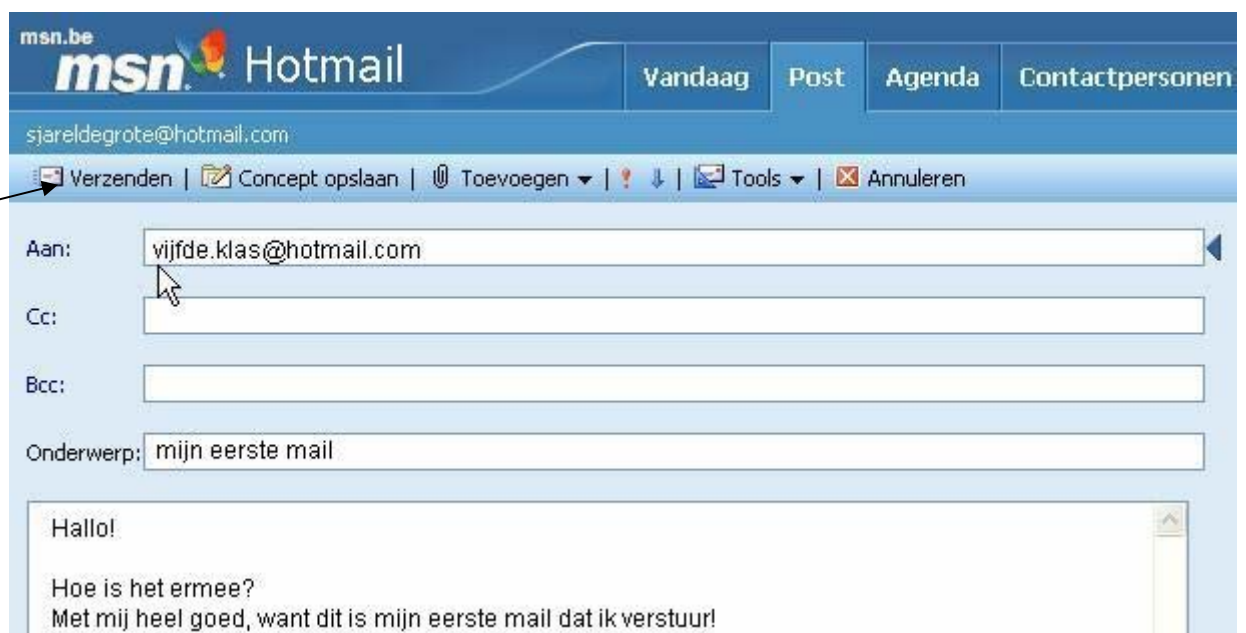 msn.be
msn Hotmail
Vandaag Post Agenda Contactpersonen
sjareldegrote@hotmail.com
Verzenden | Concept opslaan | Toevoegen | Tools | Annuleren
Aan: vijfde.klas@hotmail.com
Cc:
Bcc:
Onderwerp: mijn eerste mail
Hallo!
Hoe is het ermee?
Met mij heel goed, want dit is mijn eerste mail dat ik verstuur!